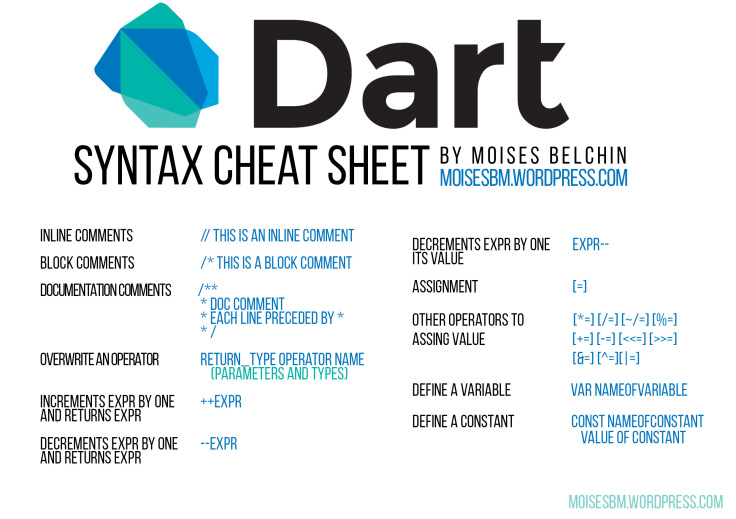 Dart
SYNTAX CHEAT SHEET BY MOISES BELCHIN
MOISESBM.WORDPRESS.COM
INLINE COMMENTS // THIS IS AN INLINE COMMENT
BLOCK COMMENTS /* THIS IS A BLOCK COMMENT
DOCUMENTATION COMMENTS /**
* DOC COMMENT
* EACH LINE PRECEDED BY *
* /
OVERWRITE AN OPERATOR RETURN_TYPE OPERATOR NAME
(PARAMETERS AND TYPES)
INCREMENTS EXPR BY ONE ++EXPR
AND RETURNS EXPR
DECREMENTS EXPR BY ONE --EXPR
AND RETURNS EXPR
DECREMENTS EXPR BY ONE EXPR--
ITS VALUE
ASSIGNMENT [=]
OTHER OPERATORS TO [*=] [/=] [~/=] [%=]
ASSING VALUE [+=] [-=] [<<=] [>>=]
[&=] [^=][|=]
DEFINE A VARIABLE VAR NAMEOFVARIABLE
DEFINE A CONSTANT CONST NAMEOFCONSTANT
VALUE OF CONSTANT
MOISESBM.WORDPRESS.COM